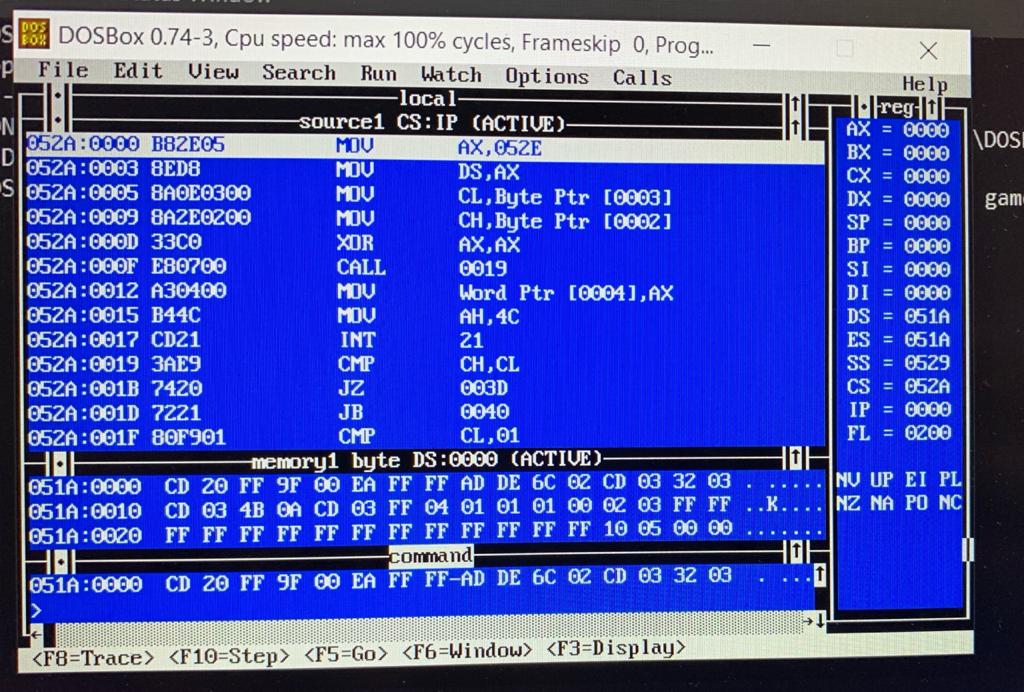 DOSBox 0.74-3, Cpu speed: max 100% cycles, Frameskip 0, Prog...
File Edit View Search Run Watch Options Calls Help
local
source1 CS:IP (ACTIVE)
052A:0000 B82E05 MOV AX,052E
052A:0003 8ED8 MOV DS,AX
052A:0005 8A0E0300 MOV CL,Byte Ptr [0003]
052A:0009 8A2E0200 MOV CH,Byte Ptr [0002]
052A:000D 33C0 XOR AX,AX
052A:000F E80700 CALL 0019
052A:0012 A30400 MOV Word Ptr [0004],AX
052A:0015 B44C MOV AH,4C
052A:0017 CD21 INT 21
052A:0019 3AE9 CMP CH,CL
052A:001B 7420 JZ 003D
052A:001D 7221 JB 0040
052A:001F 80F901 CMP CL,01
memory1 byte DS:0000 (ACTIVE)
051A:0000 CD 20 FF 9F 00 EA FF FF AD DE 6C 02 CD 03 32 03 . .....
051A:0010 CD 03 4B 0A CD 03 FF 04 01 01 01 00 02 03 FF FF ..K....
051A:0020 FF FF FF FF FF FF FF FF FF FF FF FF 10 05 00 00 .......
command
051A:0000 CD 20 FF 9F 00 EA FF FF-AD DE 6C 02 CD 03 32 03 . ...
>
<F8=Trace> <F10=Step> <F5=Go> <F6=Window> <F3=Display>
reg
AX = 0000
BX = 0000
CX = 0000
DX = 0000
SP = 0000
BP = 0000
SI = 0000
DI = 0000
DS = 051A
ES = 051A
SS = 0529
CS = 052A
IP = 0000
FL = 0200
NV UP EI PL
NZ NA PO NC